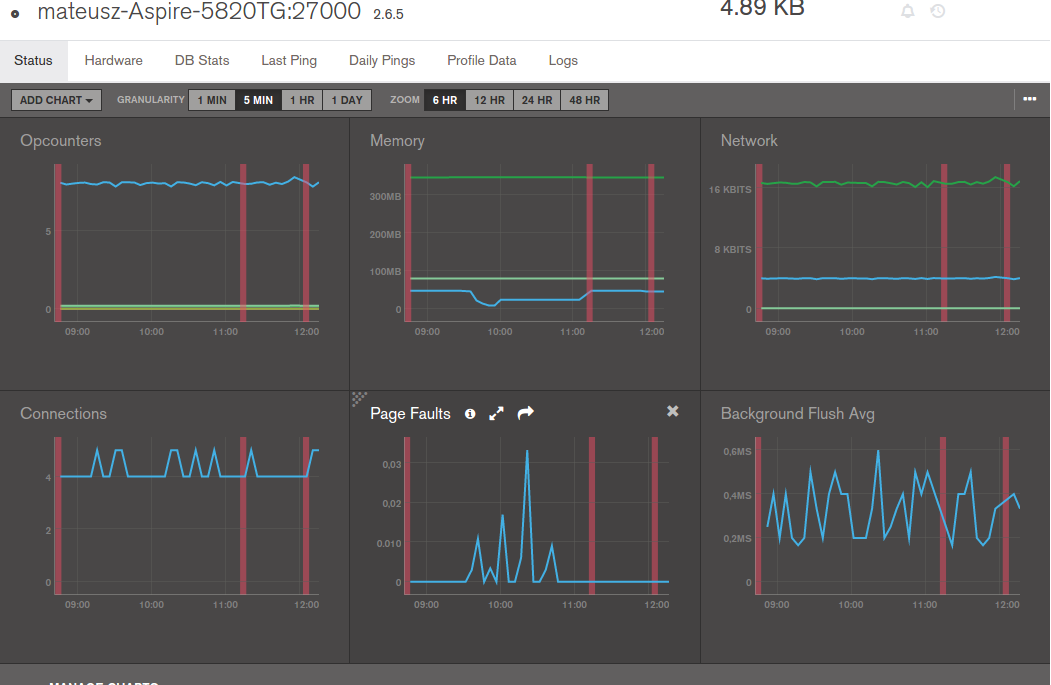 mateusz-Aspire-5820TG:27000 2.6.5
4.89 KB
Status Hardware DB Stats Last Ping Daily Pings Profile Data Logs
ADD CHART GRANULARITY 1 MIN 5 MIN 1 HR 1 DAY ZOOM 6 HR 12 HR 24 HR 48 HR
Opcounters
5
0
09:00 10:00 11:00 12:00
Memory
300MB
200MB
100MB
0
09:00 10:00 11:00 12:00
Network
16 KBITS
8 KBITS
0
09:00 10:00 11:00 12:00
Connections
4
2
0
09:00 10:00 11:00 12:00
Page Faults
0,03
0,02
0,010
0
09:00 10:00 11:00 12:00
Background Flush Avg
0,6MS
0,4MS
0,2MS
0
09:00 10:00 11:00 12:00
MANAGE CHARTS